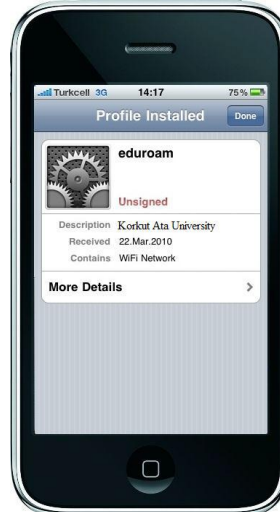 Turkcell 3G 14:17 75%
Profile Installed Done
eduroam
Unsigned
Description Korkut Ata University
Received 22.Mar.2010
Contains WiFi Network
More Details